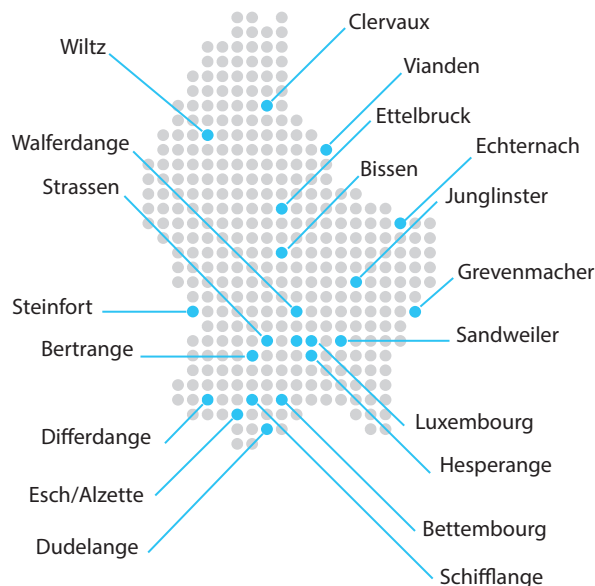 Clervaux
Wiltz
Vianden
Ettelbruck
Walferdange
Echternach
Bissen
Strassen
Junglinster
Grevenmacher
Steinfort
Sandweiler
Bertrange
Luxembourg
Differdange
Hesperange
Esch/Alzette
Bettembourg
Dudelange
Schifflange